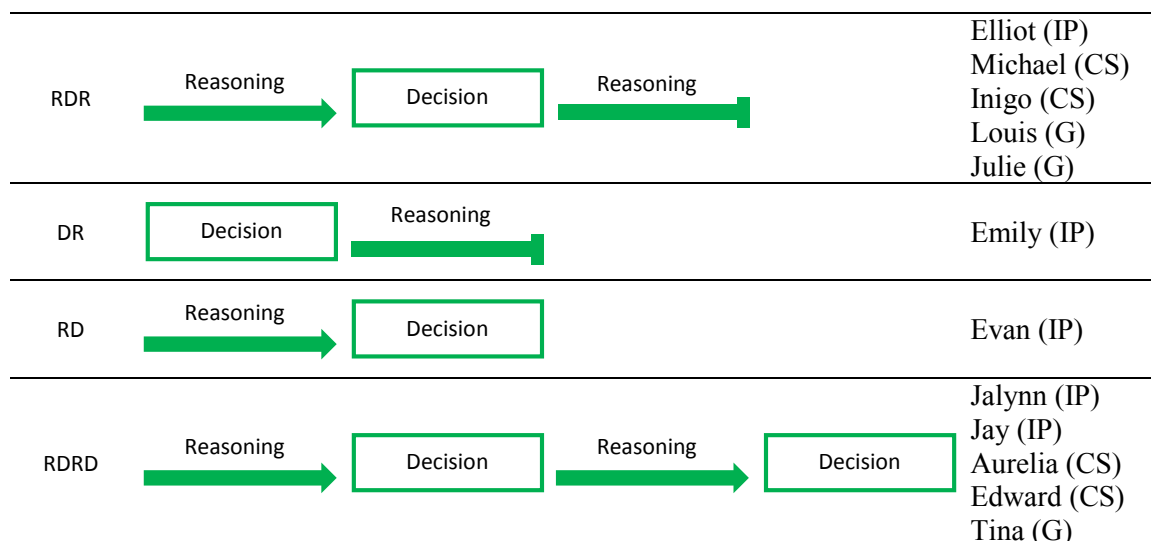 Elliot (IP)
Michael (CS)
RDR Reasoning Decision Reasoning Inigo (CS)
Louis (G)
Julie (G)
DR Decision Reasoning Emily (IP)
RD Reasoning Decision Evan (IP)
Jalynn (IP)
Jay (IP)
RDRD Reasoning Decision Reasoning Decision Aurelia (CS)
Edward (CS)
Tina (G)